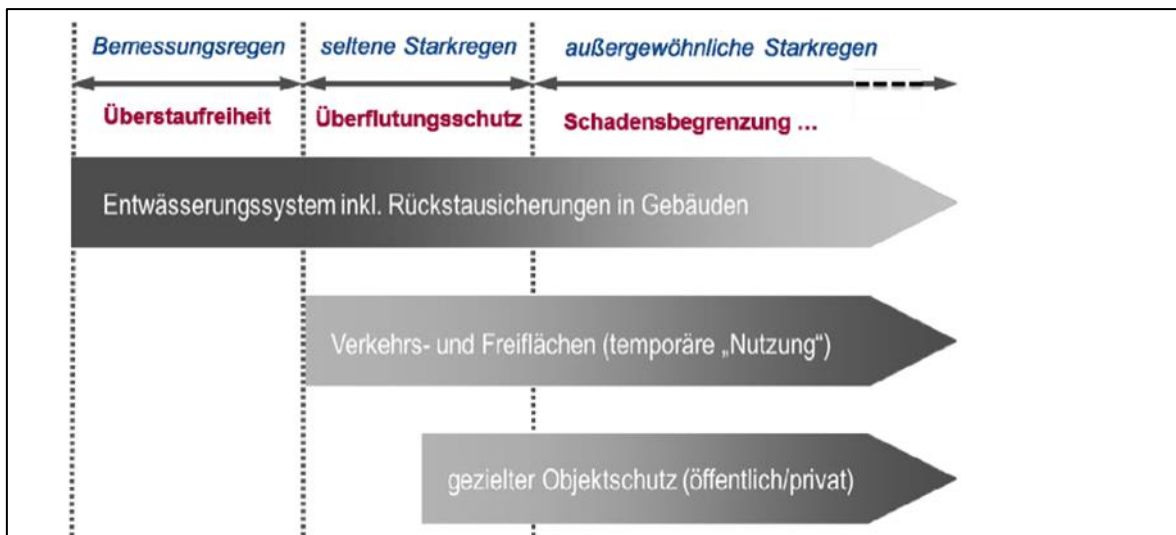 Bemessungsregen seltene Starkregen außergewöhnliche Starkregen
Überstaufreiheit Überflutungsschutz Schadensbegrenzung ...
Entwässerungssystem inkl. Rückstausicherungen in Gebäuden
Verkehrs- und Freiflächen (temporäre „Nutzung“)
gezielter Objektschutz (öffentlich/privat)